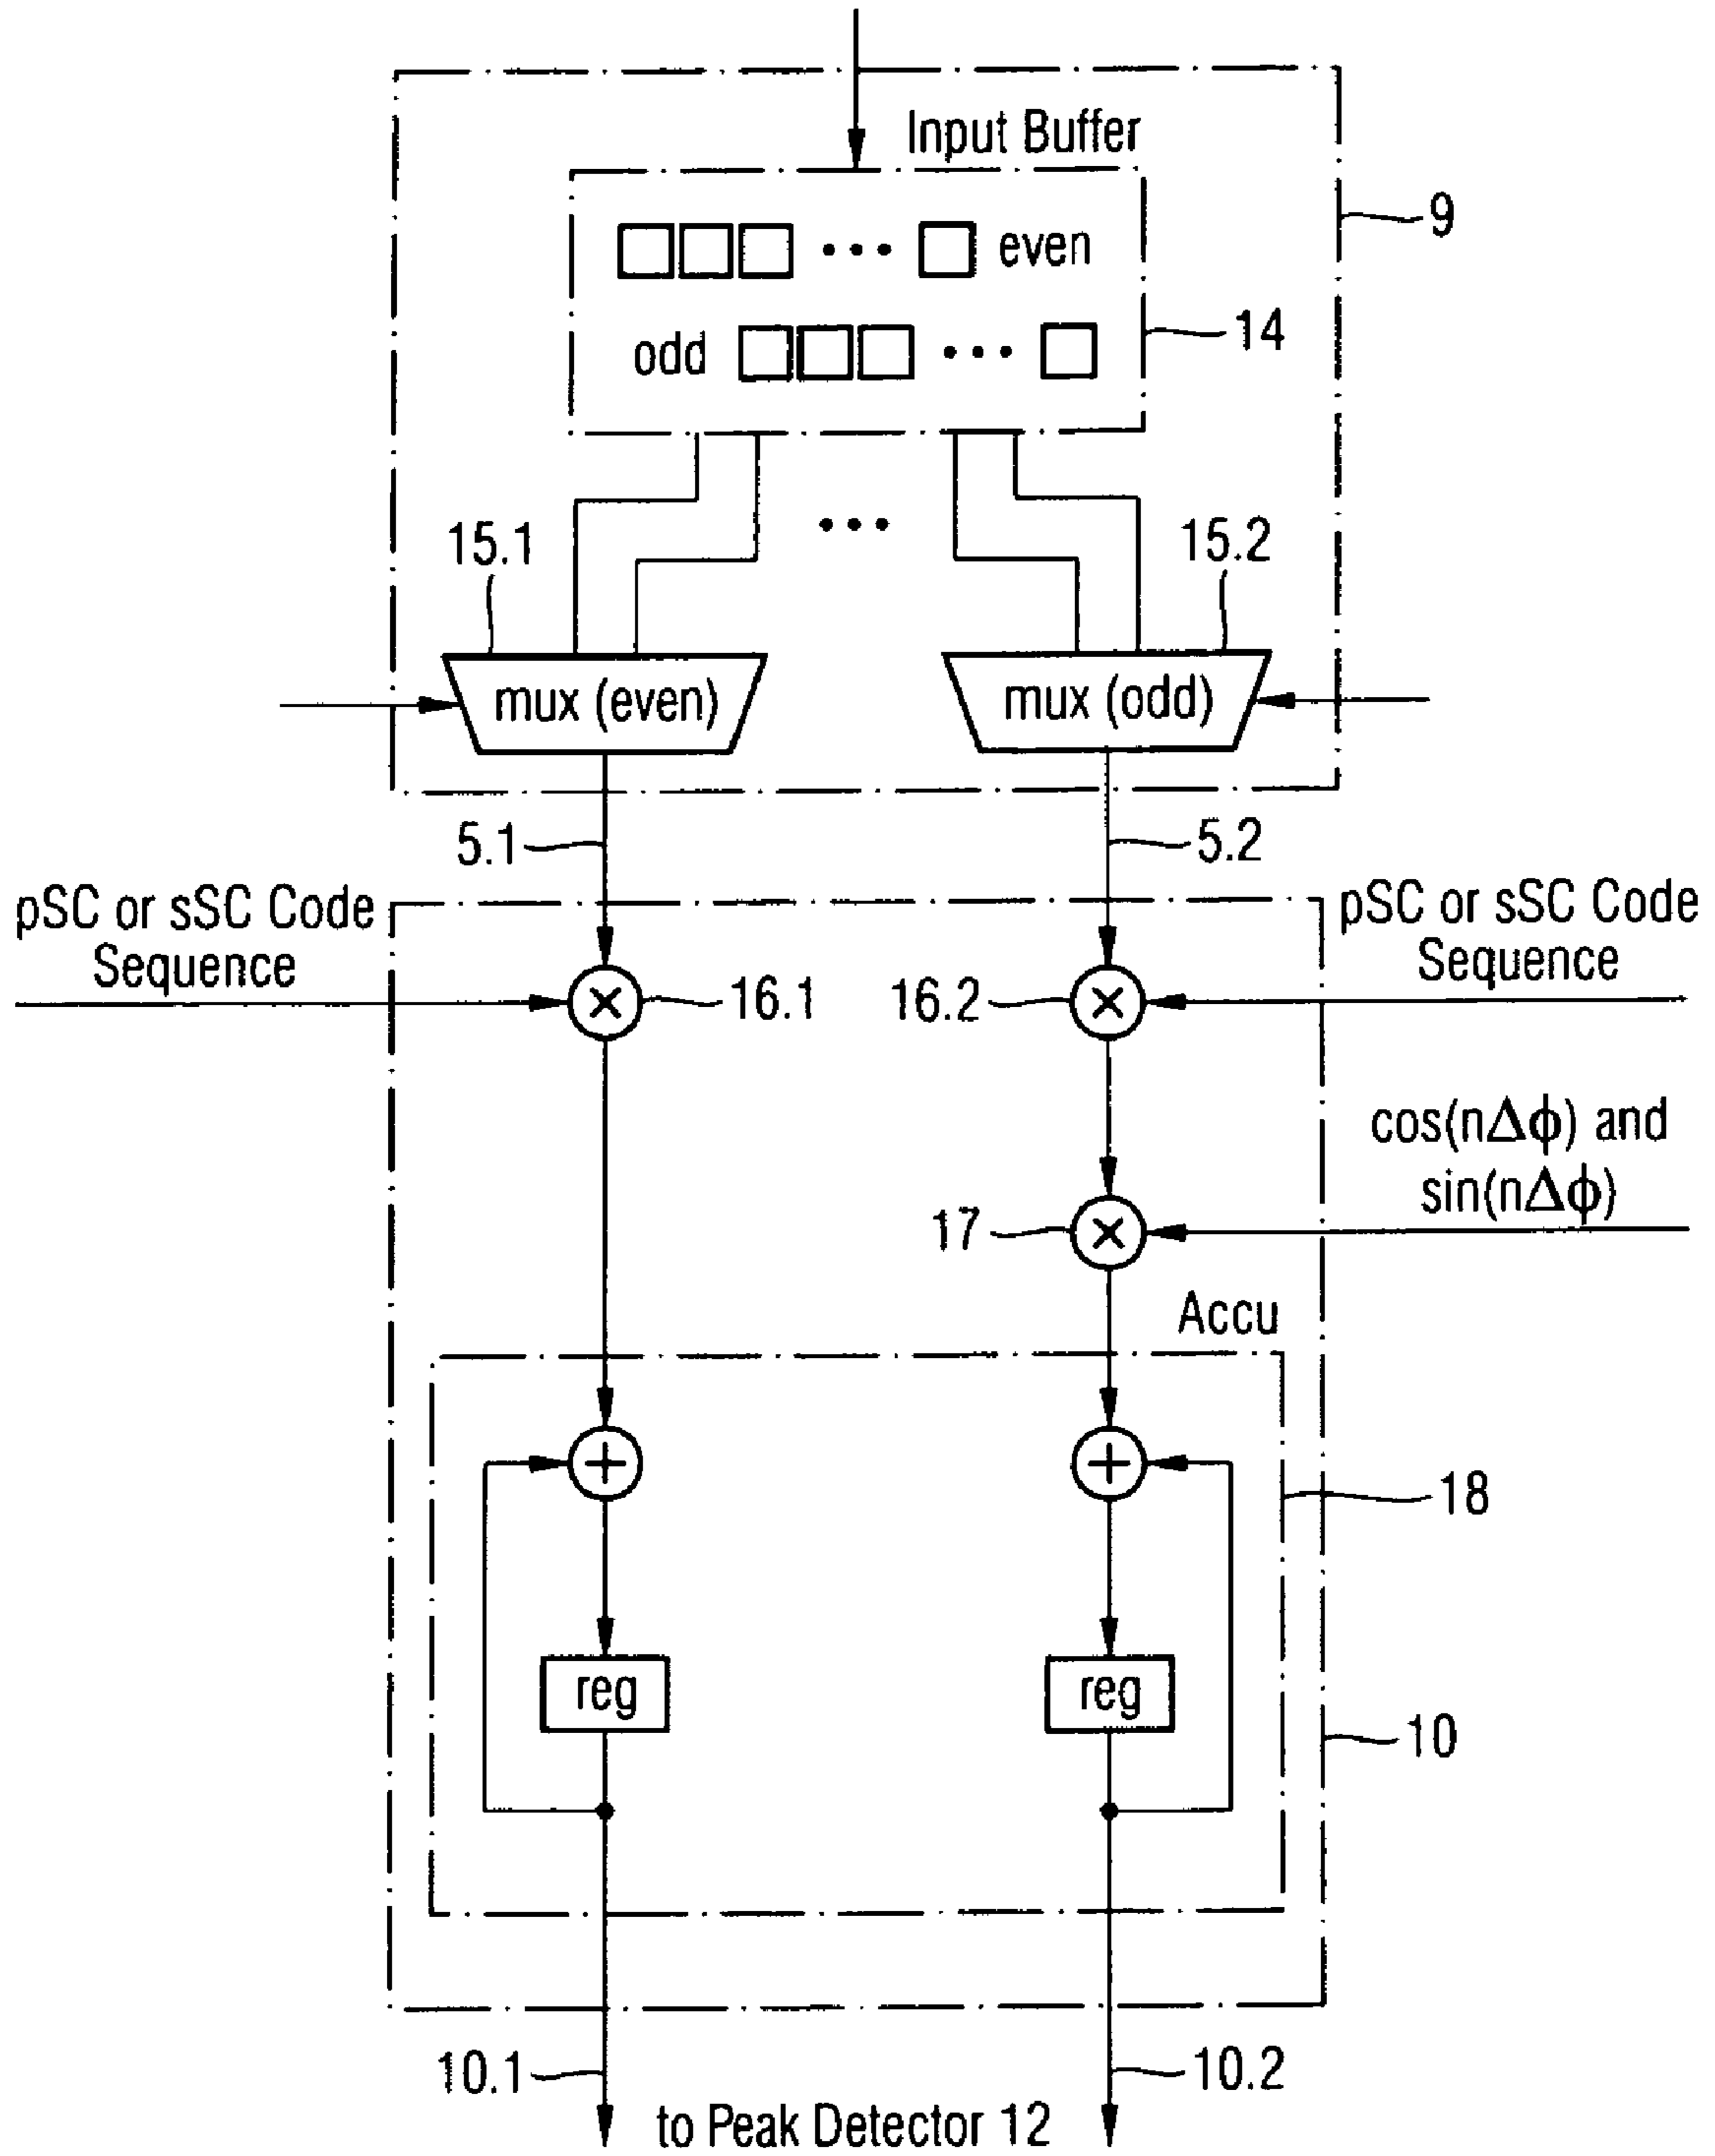 Input Buffer
even
9
odd
14
15.1
15.2
mux (even)
mux (odd)
5.1
5.2
pSC or sSC Code
Sequence
pSC or sSC Code
Sequence
16.1
16.2
cos(nΔϕ) and
sin(nΔϕ)
17
Accu
18
reg
reg
10
10.1
10.2
to Peak Detector 12